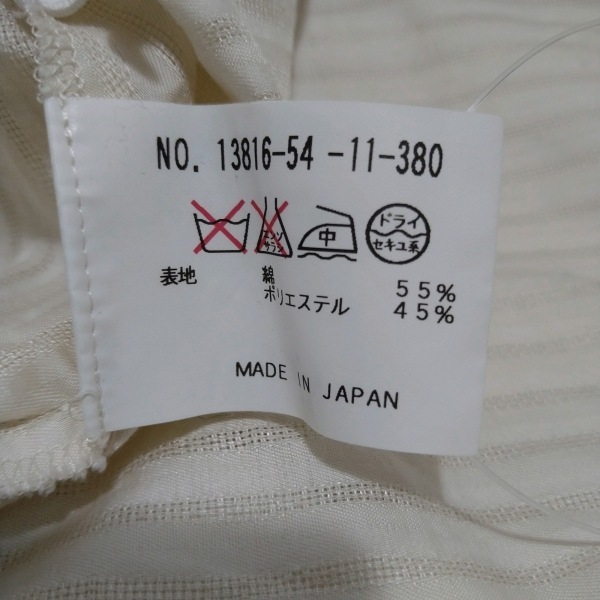 NO. 13816-54 -11-380
エンソ
サラシ
中
ドライ
セキユ系
表地 綿 55%
ポリエステル 45%
MADE IN JAPAN